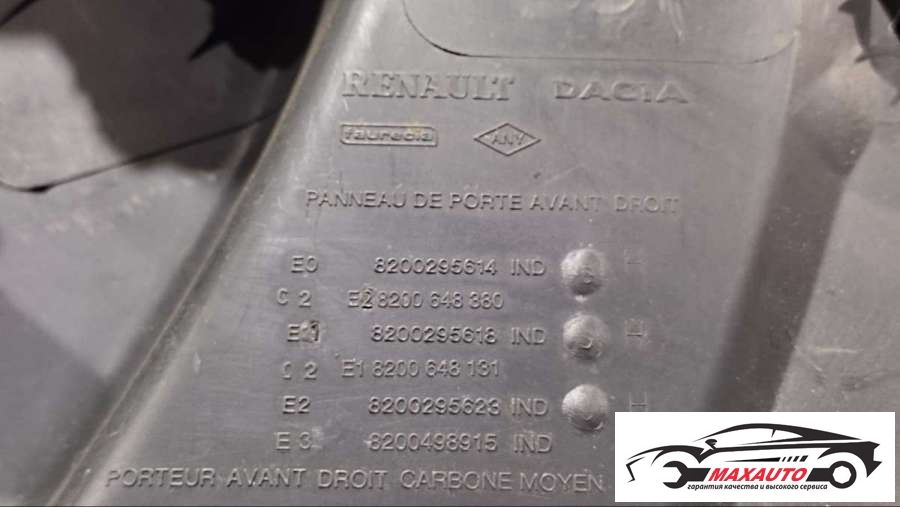 RENAULT DACIA
faurecia ANY
PANNEAU DE PORTE AVANT DROIT
E0 8200295614 IND H
C 2 E2 8200 648 380
E1 8200295618 IND H
C 2 E1 8200 648 131
E2 8200295623 IND H
E 3 8200498915 IND
PORTEUR AVANT DROIT CARBONE MOYEN
MAXAUTO
гарантия качества и высокого сервиса